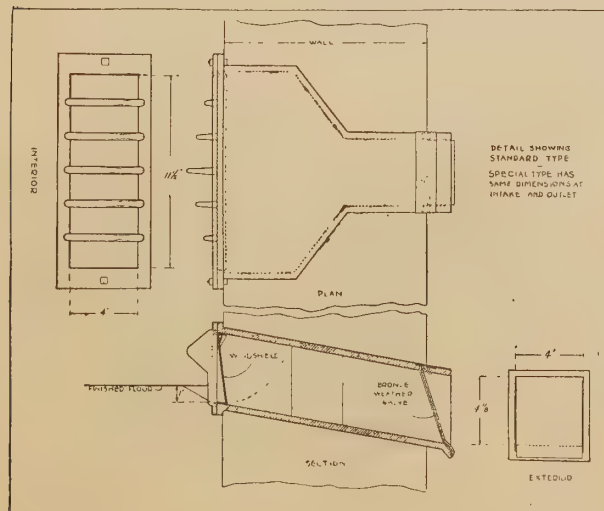 WALL
INTERIOR
11½"
4"
PLAN
DETAIL SHOWING
STANDARD TYPE
SPECIAL TYPE HAS
SAME DIMENSIONS AT
INTAKE AND OUTLET
FINISHED FLOOR
BRONZE
WEATHER
VALVE
4"
SECTION
EXTERIOR